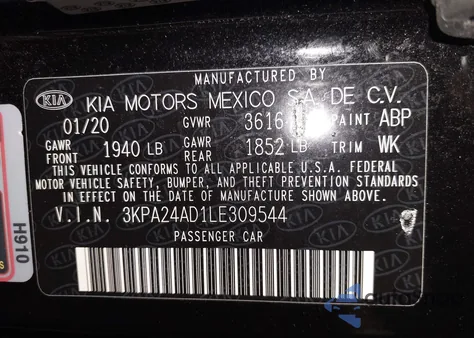 MANUFACTURED BY
KIA KIA MOTORS MEXICO S.A. DE C.V.
01/20 GVWR 3616 PAINT ABP
GAWR FRONT 1940 LB GAWR REAR 1852 LB TRIM WK
THIS VEHICLE CONFORMS TO ALL APPLICABLE U.S.A. FEDERAL
MOTOR VEHICLE SAFETY, BUMPER, AND THEFT PREVENTION STANDARDS
IN EFFECT ON THE DATE OF MANUFACTURE SHOWN ABOVE.
V.I.N. 3KPA24AD1LE309544
PASSENGER CAR
H910